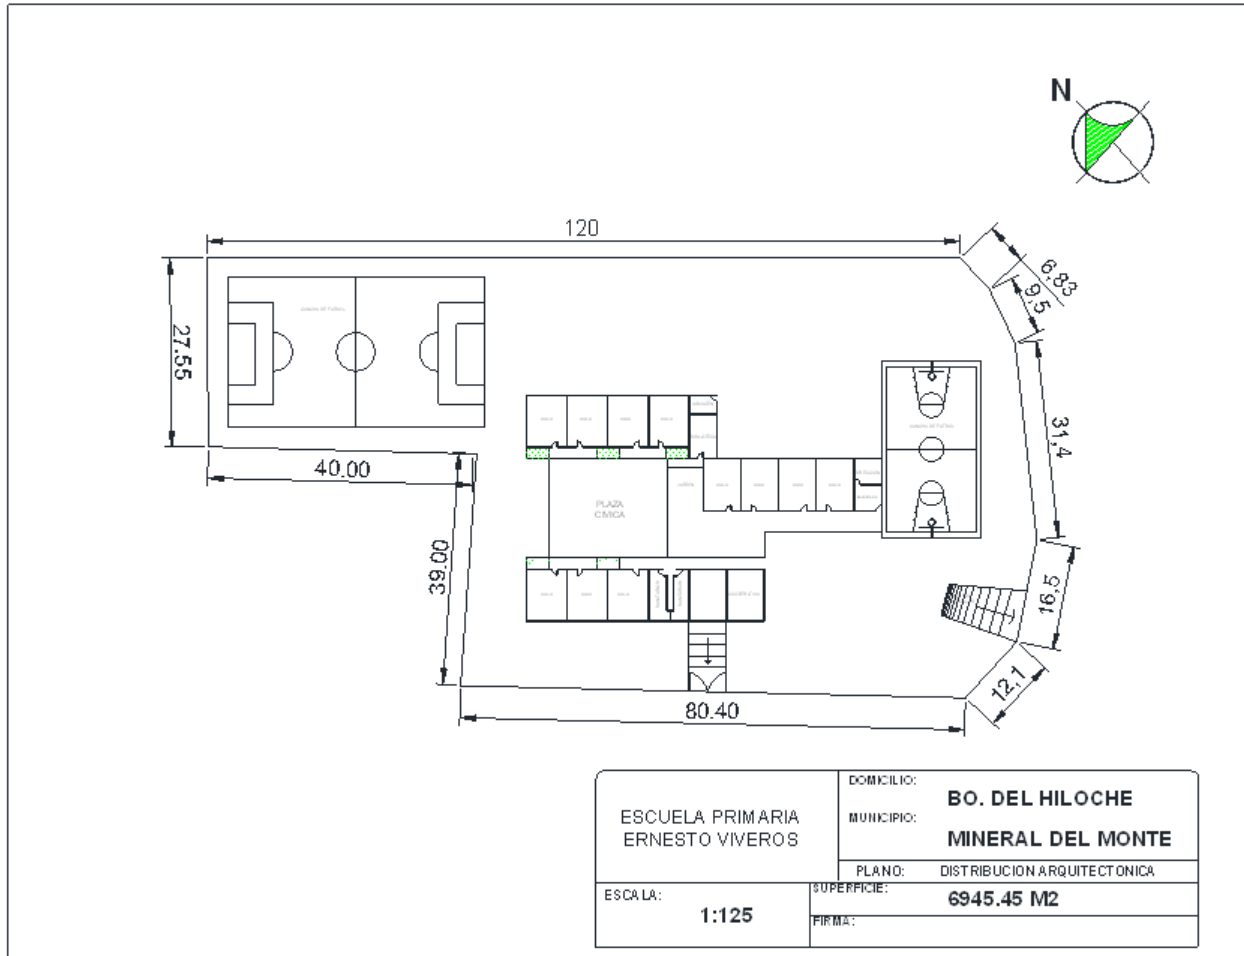 N
120
6,83
9,5
27.55
31,4
40.00
PLAZA
CIVICA
39.00
16,5
12,1
80.40
ESCUELA PRIMARIA
ERNESTO VIVEROS
DOMICILIO:
BO. DEL HILOCHE
MUNICIPIO:
MINERAL DEL MONTE
PLANO: DISTRIBUCION ARQUITECTONICA
ESCALA:
1:125
SUPERFICIE:
6945.45 M2
FIRMA: